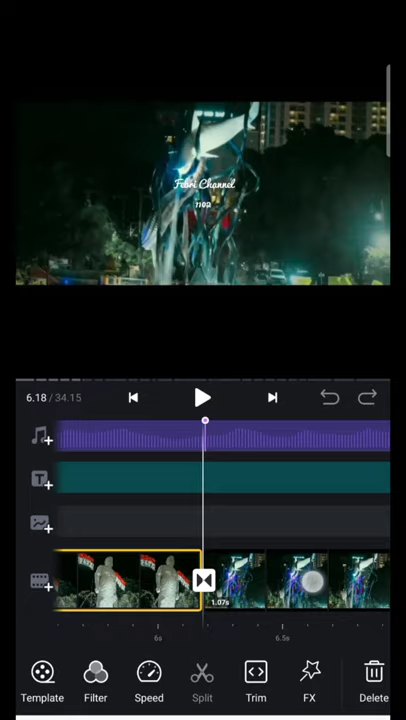 Febri Channel
6.18 / 34.15
T
1.07s
6s
6.5s
Template
Filter
Speed
Split
Trim
FX
Delete